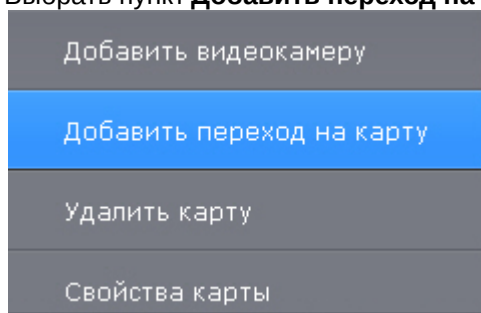 Выбрать пункт Добавить переход на
Добавить видеокамеру
Добавить переход на карту
Удалить карту
Свойства карты